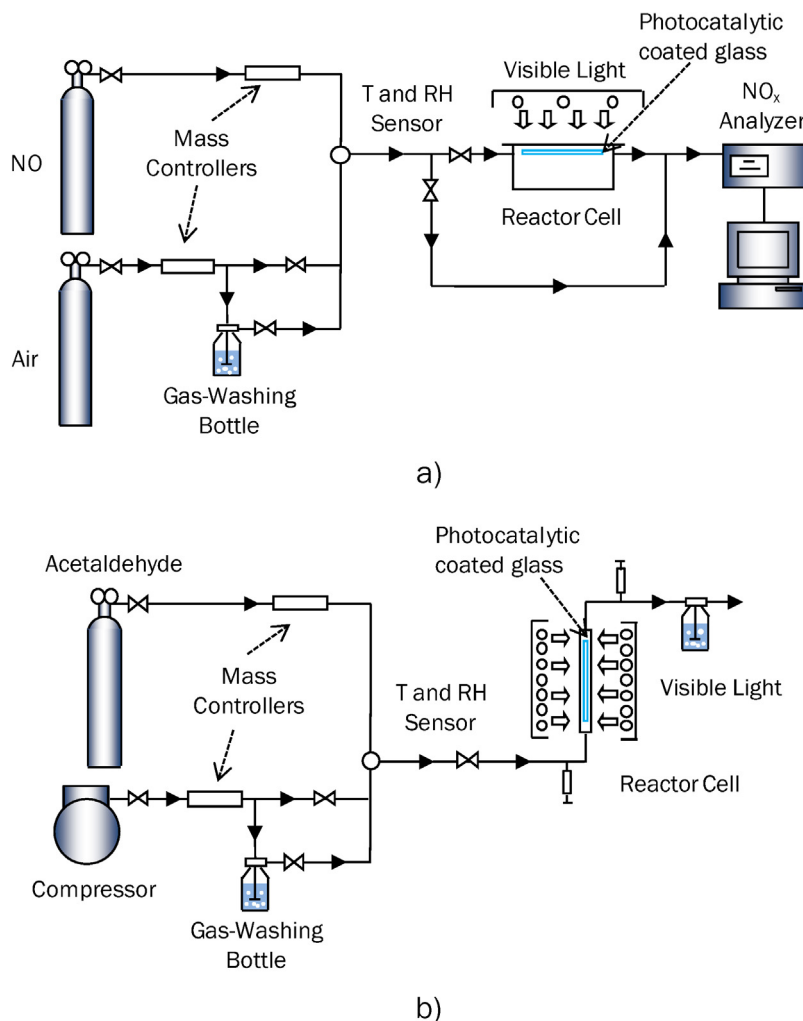 Photocatalytic
coated glass
Visible Light
T and RH
Sensor
NOx
Analyzer
Mass
Controllers
NO
Reactor Cell
Air
Gas-Washing
Bottle
a)
Photocatalytic
coated glass
Acetaldehyde
Mass
Controllers
T and RH
Sensor
Visible Light
Reactor Cell
Compressor
Gas-Washing
Bottle
b)